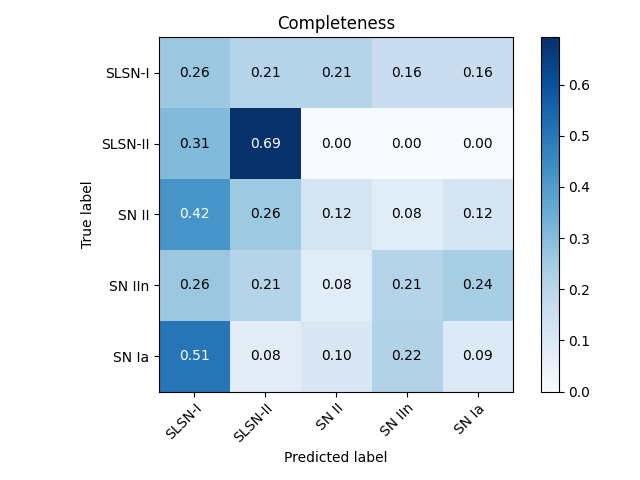 Completeness
True label
SLSN-I 0.26 0.21 0.21 0.16 0.16
SLSN-II 0.31 0.69 0.00 0.00 0.00
SN II 0.42 0.26 0.12 0.08 0.12
SN IIn 0.26 0.21 0.08 0.21 0.24
SN Ia 0.51 0.08 0.10 0.22 0.09
SLSN-I SLSN-II SN II SN IIn SN Ia
Predicted label
0.6
0.5
0.4
0.3
0.2
0.1
0.0